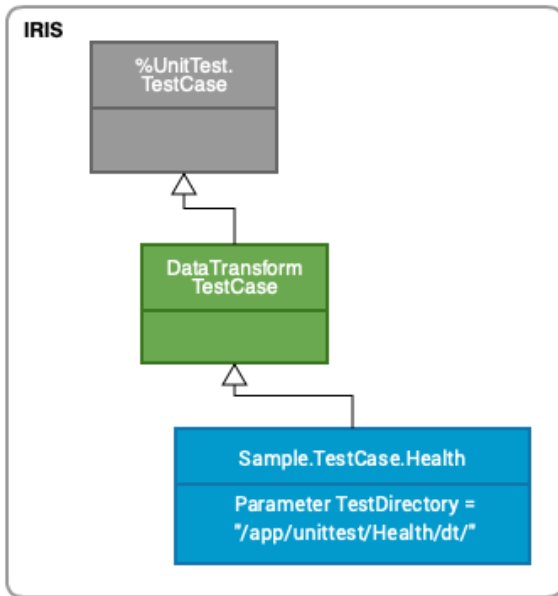 IRIS
%UnitTest.
TestCase
DataTransform
TestCase
Sample.TestCase.Health
Parameter TestDirectory =
"/app/unittest/Health/dt/"